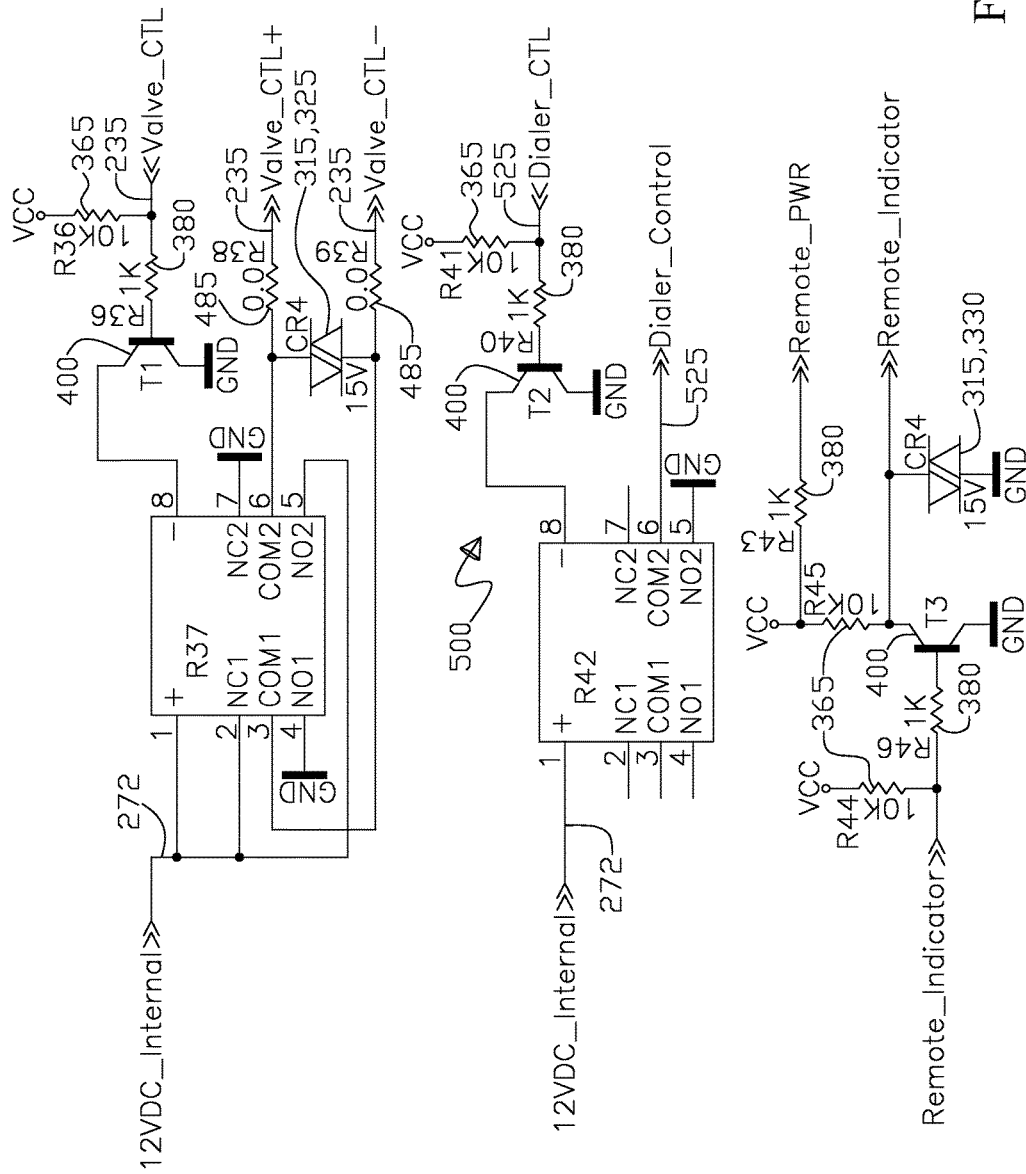 12VDC_Internal
272
1
+
8
-
2
NC1
3
COM1
4
NO1
R37
NC2
7
COM2
6
NO2
5
GND
GND
400
T1
GND
R36
1K
380
VCC
R36
10K
365
235
Valve_CTL
485
0.0
R38
235
Valve_CTL+
CR4
15V
315,325
0.0
R39
235
Valve_CTL-
485
500
12VDC_Internal
272
1
+
8
-
2
NC1
3
COM1
4
NO1
R42
NC2
7
COM2
6
NO2
5
GND
525
Dialer_Control
400
T2
GND
R40
1K
380
VCC
R41
10K
365
525
Dialer_CTL
Remote_Indicator
VCC
R44
10K
365
R46
1K
380
400
T3
GND
VCC
R45
10K
R43
1K
380
Remote_PWR
Remote_Indicator
CR4
15V
315,330
GND
F